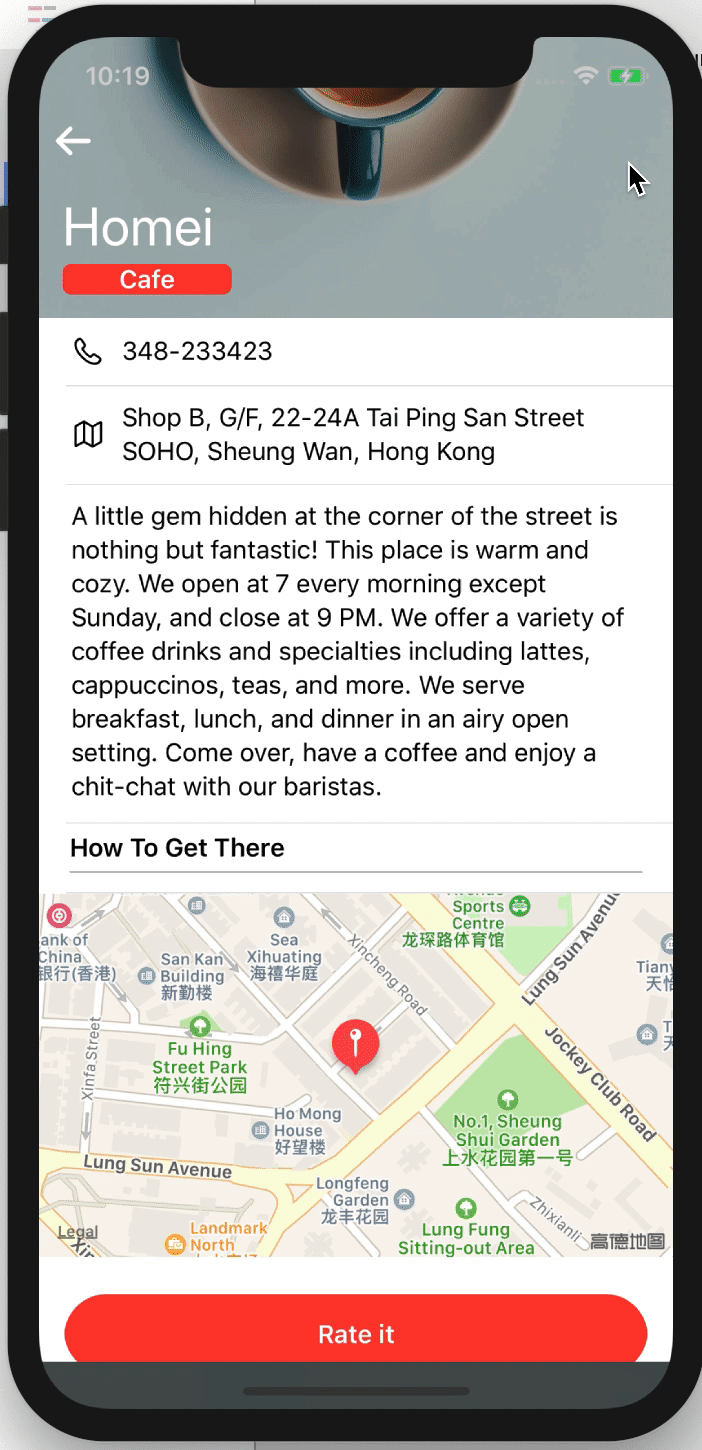 10:19
Homei
Cafe
348-233423
Shop B, G/F, 22-24A Tai Ping San Street
SOHO, Sheung Wan, Hong Kong
A little gem hidden at the corner of the street is
nothing but fantastic! This place is warm and
cozy. We open at 7 every morning except
Sunday, and close at 9 PM. We offer a variety of
coffee drinks and specialties including lattes,
cappuccinos, teas, and more. We serve
breakfast, lunch, and dinner in an airy open
setting. Come over, have a coffee and enjoy a
chit-chat with our baristas.
How To Get There
Sports
Centre
龙琛路体育馆
Lung Sun Avenue
ank of
China
银行(香港)
San Kan
Building
新勤楼
Sea
Xihuating
海禧华庭
Xincheng Road
Tiany
Xinfa Street
Fu Hing
Street Park
符兴街公园
Jockey Club Road
Ho Mong
House
好望楼
No.1, Sheung
Shui Garden
上水花园第一号
Lung Sun Avenue
Longfeng
Garden
龙丰花园
Zhixianli
Legal
Landmark
North
Lung Fung
Sitting-out Area
高德地图
Rate it